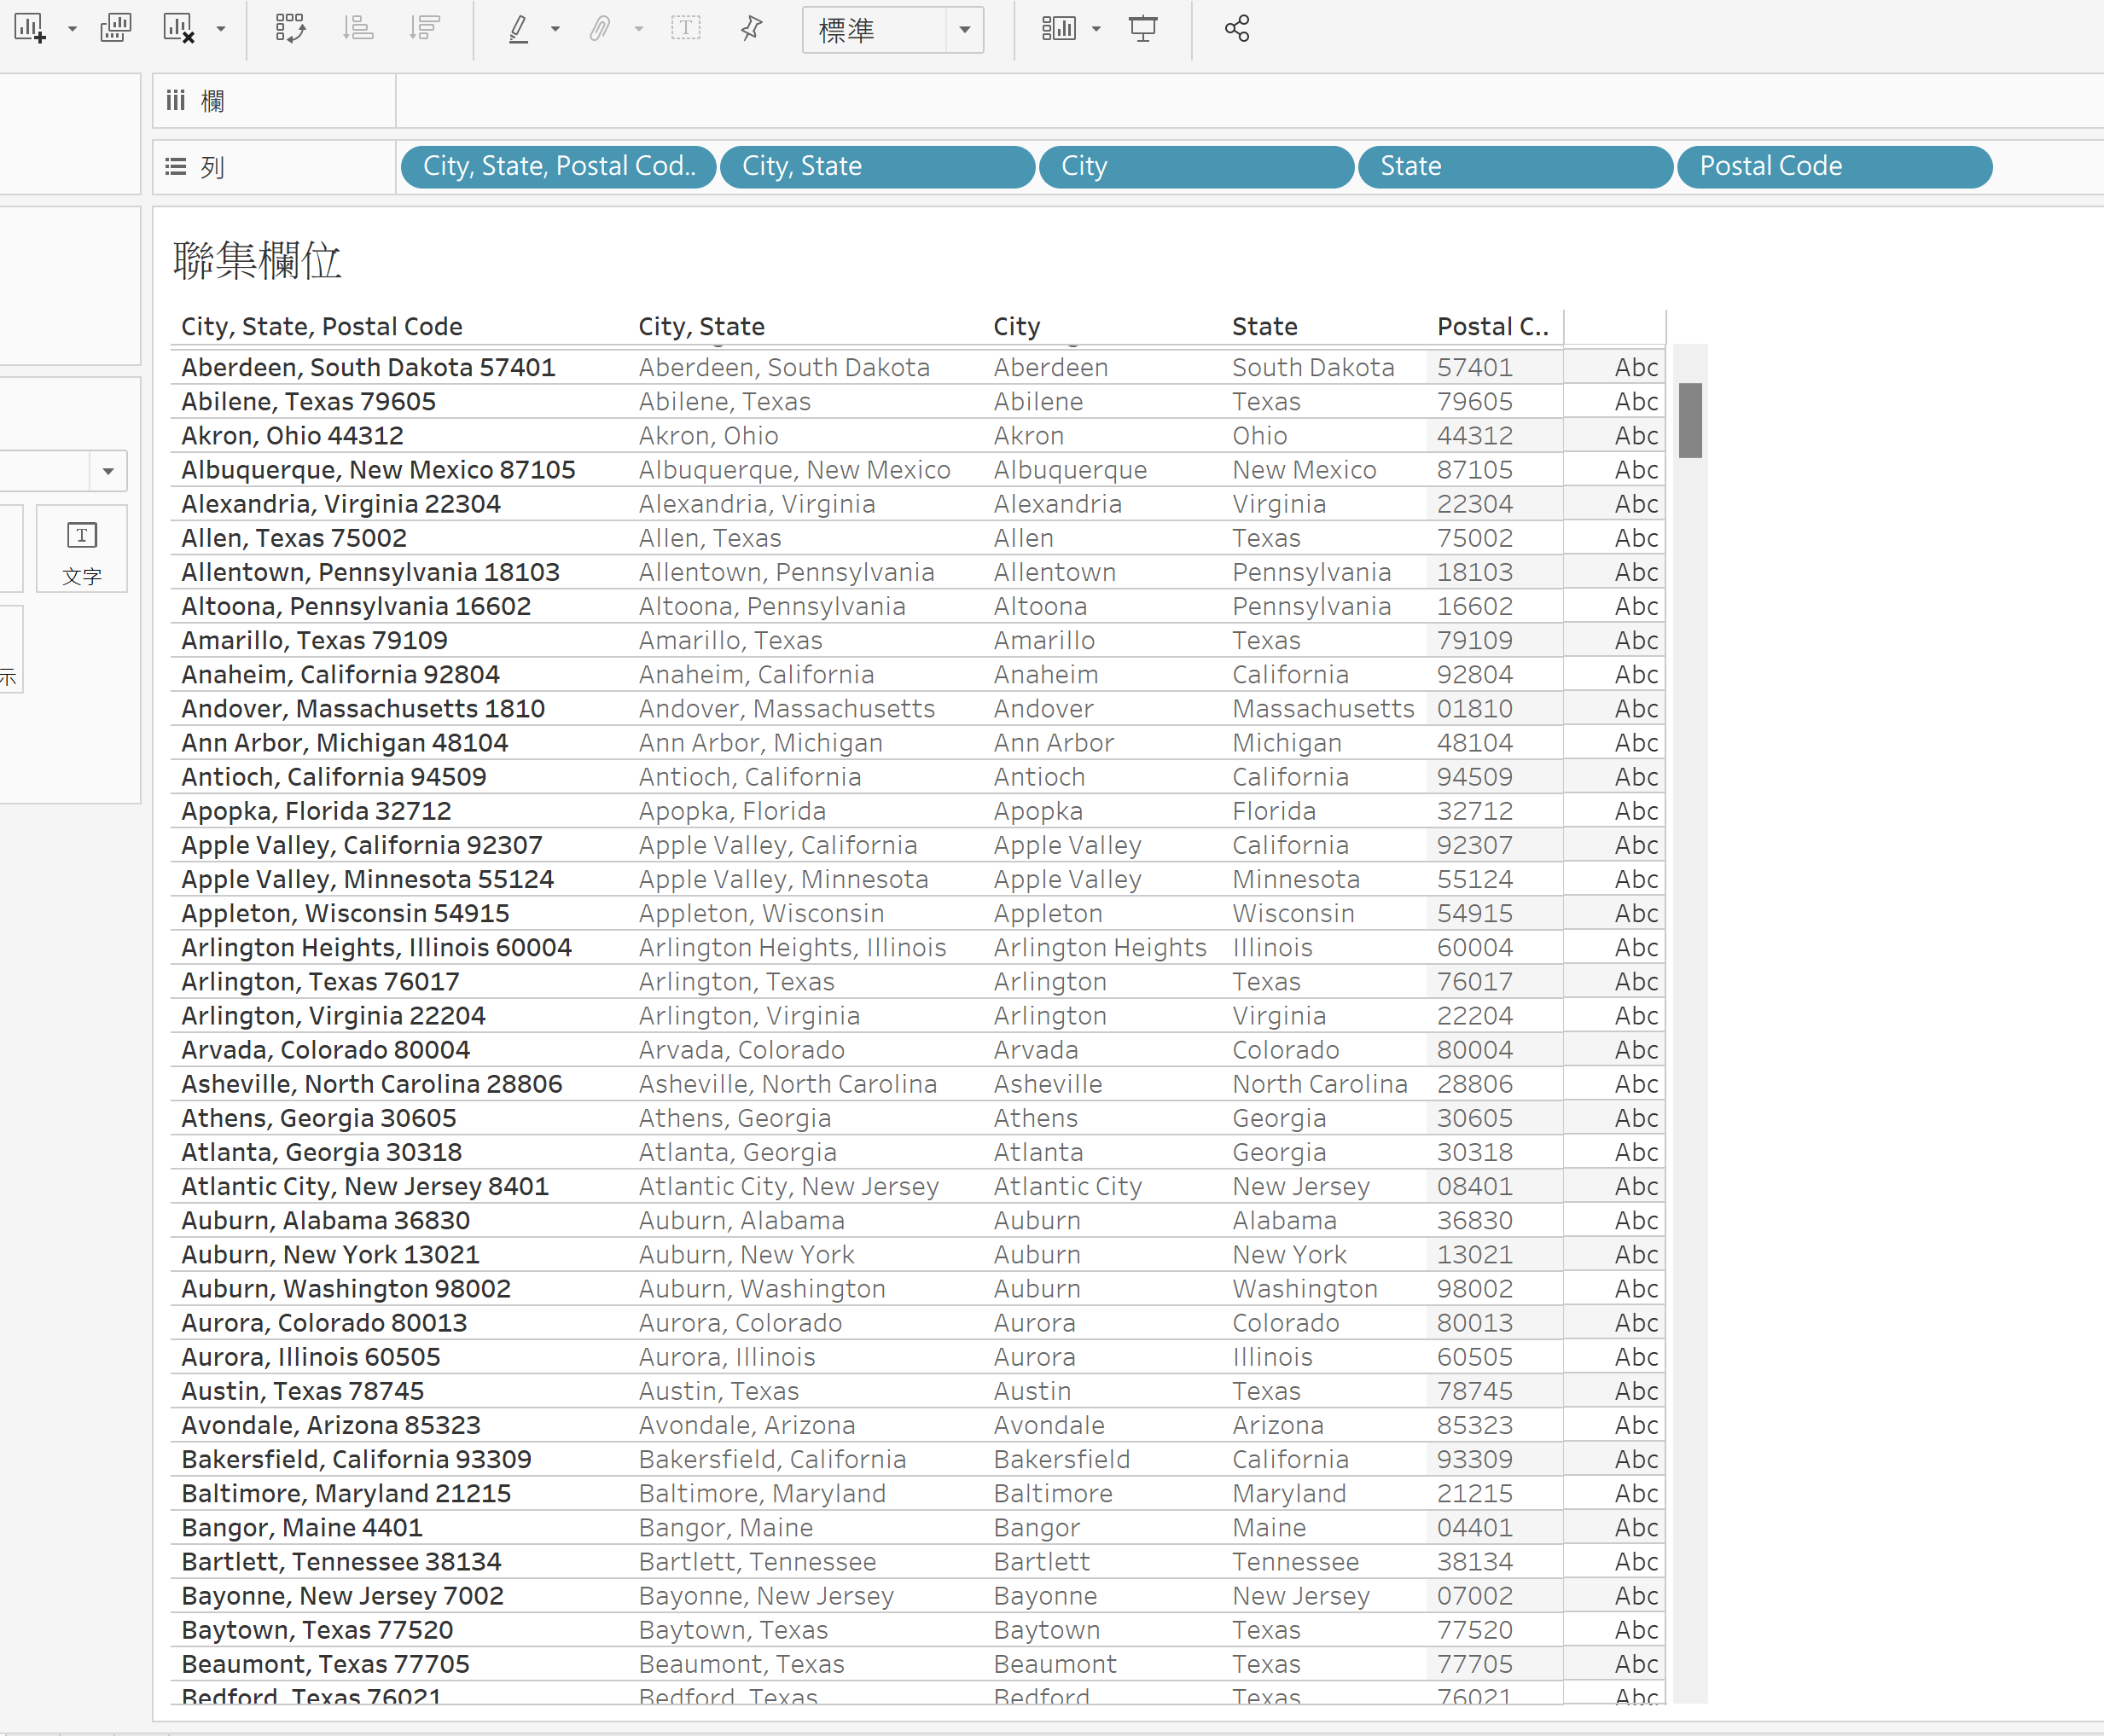 標準
欄
列 City, State, Postal Cod.. City, State City State Postal Code
文字
示
聯集欄位
City, State, Postal Code City, State City State Postal C..
Aberdeen, South Dakota 57401 Aberdeen, South Dakota Aberdeen South Dakota 57401 Abc
Abilene, Texas 79605 Abilene, Texas Abilene Texas 79605 Abc
Akron, Ohio 44312 Akron, Ohio Akron Ohio 44312 Abc
Albuquerque, New Mexico 87105 Albuquerque, New Mexico Albuquerque New Mexico 87105 Abc
Alexandria, Virginia 22304 Alexandria, Virginia Alexandria Virginia 22304 Abc
Allen, Texas 75002 Allen, Texas Allen Texas 75002 Abc
Allentown, Pennsylvania 18103 Allentown, Pennsylvania Allentown Pennsylvania 18103 Abc
Altoona, Pennsylvania 16602 Altoona, Pennsylvania Altoona Pennsylvania 16602 Abc
Amarillo, Texas 79109 Amarillo, Texas Amarillo Texas 79109 Abc
Anaheim, California 92804 Anaheim, California Anaheim California 92804 Abc
Andover, Massachusetts 1810 Andover, Massachusetts Andover Massachusetts 01810 Abc
Ann Arbor, Michigan 48104 Ann Arbor, Michigan Ann Arbor Michigan 48104 Abc
Antioch, California 94509 Antioch, California Antioch California 94509 Abc
Apopka, Florida 32712 Apopka, Florida Apopka Florida 32712 Abc
Apple Valley, California 92307 Apple Valley, California Apple Valley California 92307 Abc
Apple Valley, Minnesota 55124 Apple Valley, Minnesota Apple Valley Minnesota 55124 Abc
Appleton, Wisconsin 54915 Appleton, Wisconsin Appleton Wisconsin 54915 Abc
Arlington Heights, Illinois 60004 Arlington Heights, Illinois Arlington Heights Illinois 60004 Abc
Arlington, Texas 76017 Arlington, Texas Arlington Texas 76017 Abc
Arlington, Virginia 22204 Arlington, Virginia Arlington Virginia 22204 Abc
Arvada, Colorado 80004 Arvada, Colorado Arvada Colorado 80004 Abc
Asheville, North Carolina 28806 Asheville, North Carolina Asheville North Carolina 28806 Abc
Athens, Georgia 30605 Athens, Georgia Athens Georgia 30605 Abc
Atlanta, Georgia 30318 Atlanta, Georgia Atlanta Georgia 30318 Abc
Atlantic City, New Jersey 8401 Atlantic City, New Jersey Atlantic City New Jersey 08401 Abc
Auburn, Alabama 36830 Auburn, Alabama Auburn Alabama 36830 Abc
Auburn, New York 13021 Auburn, New York Auburn New York 13021 Abc
Auburn, Washington 98002 Auburn, Washington Auburn Washington 98002 Abc
Aurora, Colorado 80013 Aurora, Colorado Aurora Colorado 80013 Abc
Aurora, Illinois 60505 Aurora, Illinois Aurora Illinois 60505 Abc
Austin, Texas 78745 Austin, Texas Austin Texas 78745 Abc
Avondale, Arizona 85323 Avondale, Arizona Avondale Arizona 85323 Abc
Bakersfield, California 93309 Bakersfield, California Bakersfield California 93309 Abc
Baltimore, Maryland 21215 Baltimore, Maryland Baltimore Maryland 21215 Abc
Bangor, Maine 4401 Bangor, Maine Bangor Maine 04401 Abc
Bartlett, Tennessee 38134 Bartlett, Tennessee Bartlett Tennessee 38134 Abc
Bayonne, New Jersey 7002 Bayonne, New Jersey Bayonne New Jersey 07002 Abc
Baytown, Texas 77520 Baytown, Texas Baytown Texas 77520 Abc
Beaumont, Texas 77705 Beaumont, Texas Beaumont Texas 77705 Abc
Bedford, Texas 76021 Bedford, Texas Bedford Texas 76021 Abc